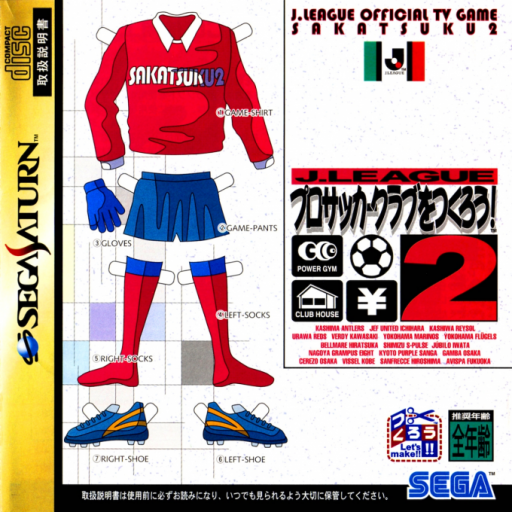 COMPACT
disc
取扱説明書
SEGA SATURN™
J.LEAGUE OFFICIAL TV GAME
SAKATSUKU2
J.LEAGUE
SAKATSUKU2
①GAME-SHIRT
②GAME-PANTS
③GLOVES
④LEFT-SOCKS
⑤RIGHT-SOCKS
⑥LEFT-SHOE
⑦RIGHT-SHOE
J.LEAGUE
プロサッカークラブをつくろう!
2
POWER GYM
CLUB HOUSE
¥
KASHIMA ANTLERS JEF UNITED ICHIHARA KASHIWA REYSOL
URAWA REDS VERDY KAWASAKI YOKOHAMA MARINOS YOKOHAMA FLÜGELS
BELLMARE HIRATSUKA SHIMIZU S-PULSE JÚBILO IWATA
NAGOYA GRAMPUS EIGHT KYOTO PURPLE SANGA GAMBA OSAKA
CEREZO OSAKA VISSEL KOBE SANFRECCE HIROSHIMA AVISPA FUKUOKA
つくろう!!
Let's make!!
推奨年齢
全年齢
SEGA™
取扱説明書は使用前に必ずお読みになり、いつでも見られるよう大切に保管してください。